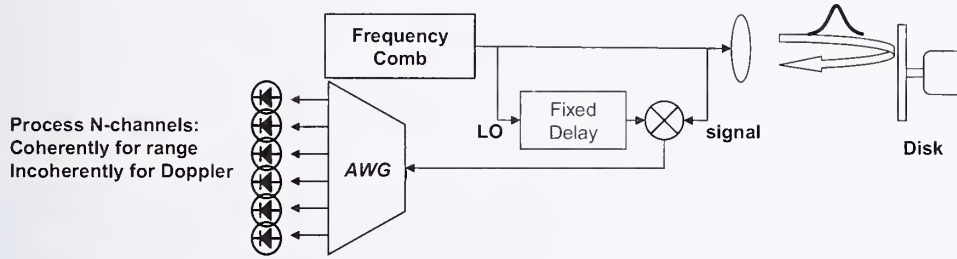 Frequency
Comb
Fixed
Delay
LO
signal
Disk
AWG
Process N-channels:
Coherently for range
Incoherently for Doppler